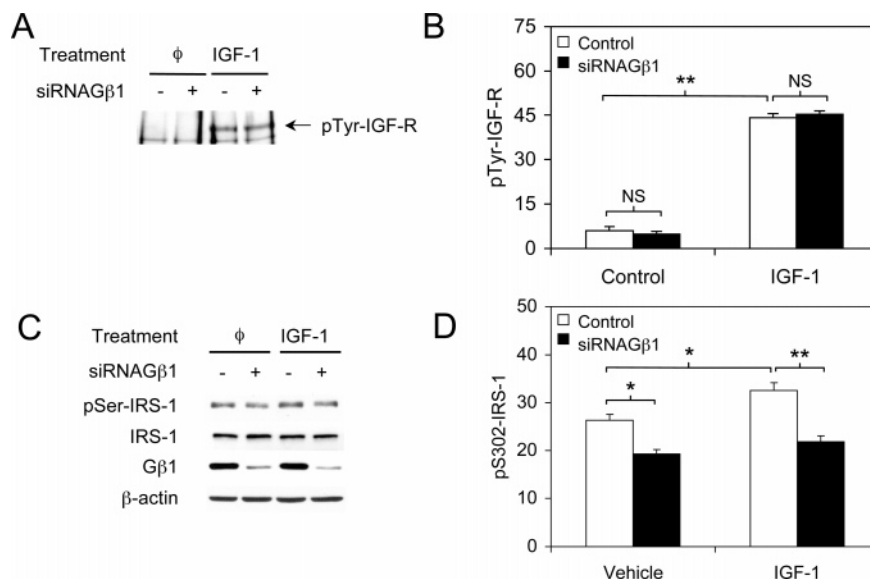 A
Treatment ϕ IGF-1
siRNAGβ1 - + - +
pTyr-IGF-R
B
Control
siRNAGβ1
pTyr-IGF-R
75
60
45
30
15
0
**
NS
NS
Control IGF-1
C
Treatment ϕ IGF-1
siRNAGβ1 - + - +
pSer-IRS-1
IRS-1
Gβ1
β-actin
D
Control
siRNAGβ1
pS302-IRS-1
50
40
30
20
10
0
*
*
**
Vehicle IGF-1